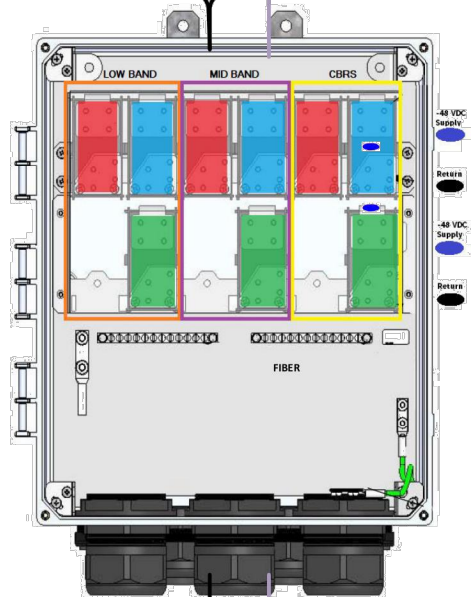 LOW BAND
MID BAND
CBRS
-48 VDC
Supply
Return
-48 VDC
Supply
Return
FIBER